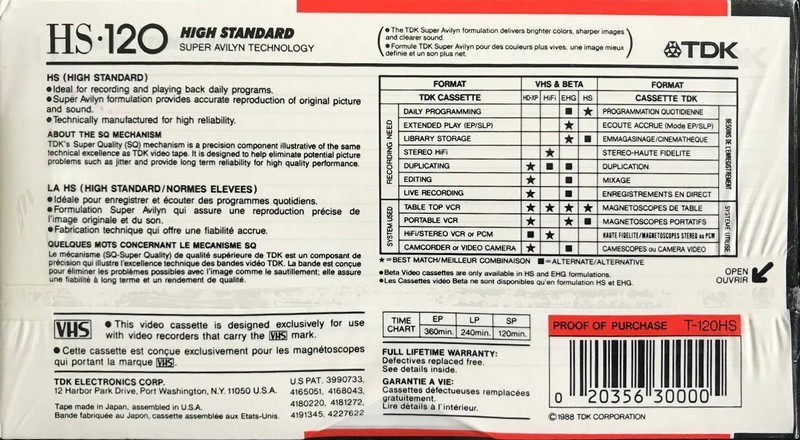 HS·120 HIGH STANDARD
SUPER AVILYN TECHNOLOGY
●The TDK Super Avilyn formulation delivers brighter colors, sharper images
and clearer sound.
●Formule TDK Super Avilyn pour des couleurs plus vives, une image mieux
définie et un son plus net.
TDK
HS (HIGH STANDARD)
●Ideal for recording and playing back daily programs.
●Super Avilyn formulation provides accurate reproduction of original picture
and sound.
●Technically manufactured for high reliability.
ABOUT THE SQ MECHANISM
TDK's Super Quality (SQ) mechanism is a precision component illustrative of the same
technical excellence as TDK video tape. It is designed to help eliminate potential picture
problems such as jitter and provide long term reliability for high quality performance.
LA HS (HIGH STANDARD/NORMES ELEVEES)
●Idéale pour enregistrer et écouter des programmes quotidiens.
●Formulation Super Avilyn qui assure une reproduction précise de
l'image originale et du son.
●Fabrication technique qui offre une fiabilité accrue.
QUELQUES MOTS CONCERNANT LE MECANISME SQ
Le mécanisme (SQ-Super Quality) de qualité supérieure de TDK est un composant de
précision qui illustre l'excellence technique des bandes vidéo TDK. La bande est conçue
pour éliminer les problèmes possibles avec l'image comme le sautillement; elle assure
une fiabilité à long terme et un rendement de qualité.
FORMAT VHS & BETA FORMAT
TDK CASSETTE HD-XP HiFi EHG HS CASSETTE TDK
RECORDING NEED
DAILY PROGRAMMING ■ ★ PROGRAMMATION QUOTIDIENNE
EXTENDED PLAY (EP/SLP) ★ ECOUTE ACCRUE (Mode EP/SLP)
LIBRARY STORAGE ★ ■ EMMAGASINAGE/CINEMATHEQUE
STEREO HiFi ★ STEREO-HAUTE FIDELITE
DUPLICATING ★ ■ ■ DUPLICATION
EDITING ★ ■ MIXAGE
LIVE RECORDING ★ ■ ENREGISTREMENTS EN DIRECT
BESOINS DE L'ENREGISTREMENT
SYSTEM USED
TABLE TOP VCR ★ ★ ★ ★ MAGNETOSCOPES DE TABLE
PORTABLE VCR ★ ★ ■ MAGNETOSCOPES PORTATIFS
HiFi/STEREO VCR or PCM ■ ★ HAUTE FIDELITE/MAGNETOSCOPES STEREO ou PCM
CAMCORDER or VIDEO CAMERA ★ ■ CAMESCOPES ou CAMERA VIDEO
SYSTEME UTILISE
★=BEST MATCH/MEILLEUR COMBINAISON ■=ALTERNATE/ALTERNATIVE
●Beta Video cassettes are only available in HS and EHG formulations.
●Les cassettes vidéo Beta ne sont disponibles qu'en formulation HS et EHG.
OPEN
OUVRIR
VHS ●This video cassette is designed exclusively for use
with video recorders that carry the VHS mark.
●Cette cassette est conçue exclusivement pour les magnétoscopes
qui portant la marque VHS.
TDK ELECTRONICS CORP.
12 Harbor Park Drive, Port Washington, N.Y. 11050 U.S.A.
Tape made in Japan, assembled in U.S.A.
Bande fabriquée au Japon, cassette assemblée aux Etats-Unis.
U.S PAT. 3990733,
4165051, 4168043,
4180220, 4181272,
4191345, 4227622
TIME CHART EP LP SP
360min. 240min. 120min.
FULL LIFETIME WARRANTY:
Defectives replaced free.
See details inside.
GARANTIE A VIE:
Cassettes défectueuses remplacées
gratuitement.
Lire détails à l'intérieur.
PROOF OF PURCHASE T-120HS
0 20356 30000
©1988 TDK CORPORATION